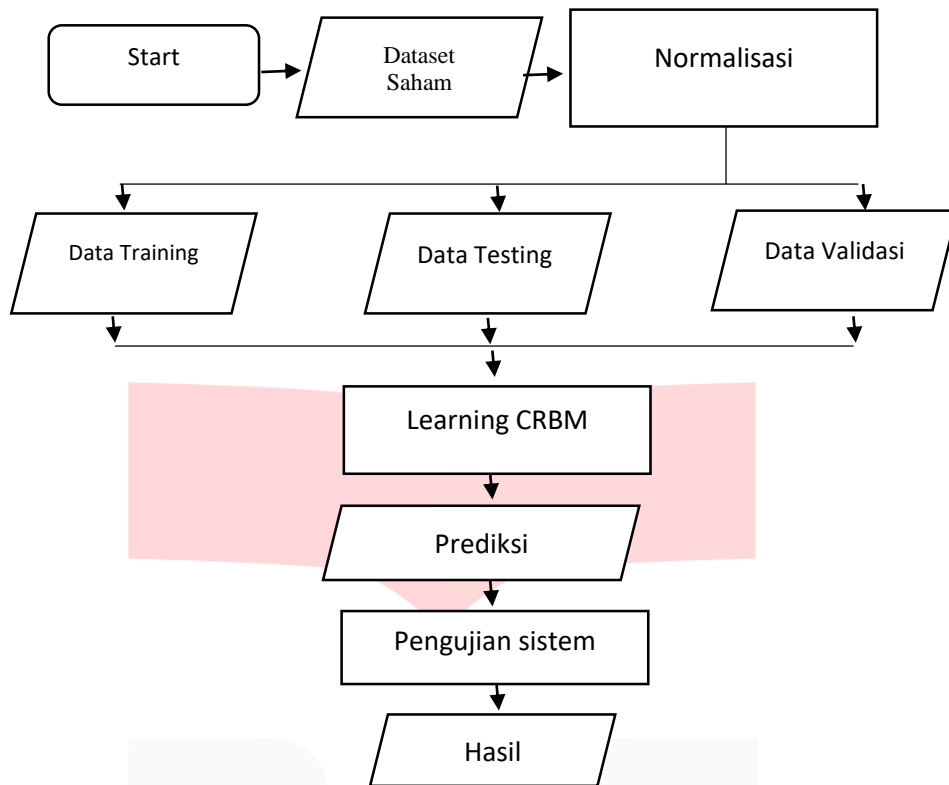 Start
Dataset
Saham
Normalisasi
Data Training
Data Testing
Data Validasi
Learning CRBM
Prediksi
Pengujian sistem
Hasil